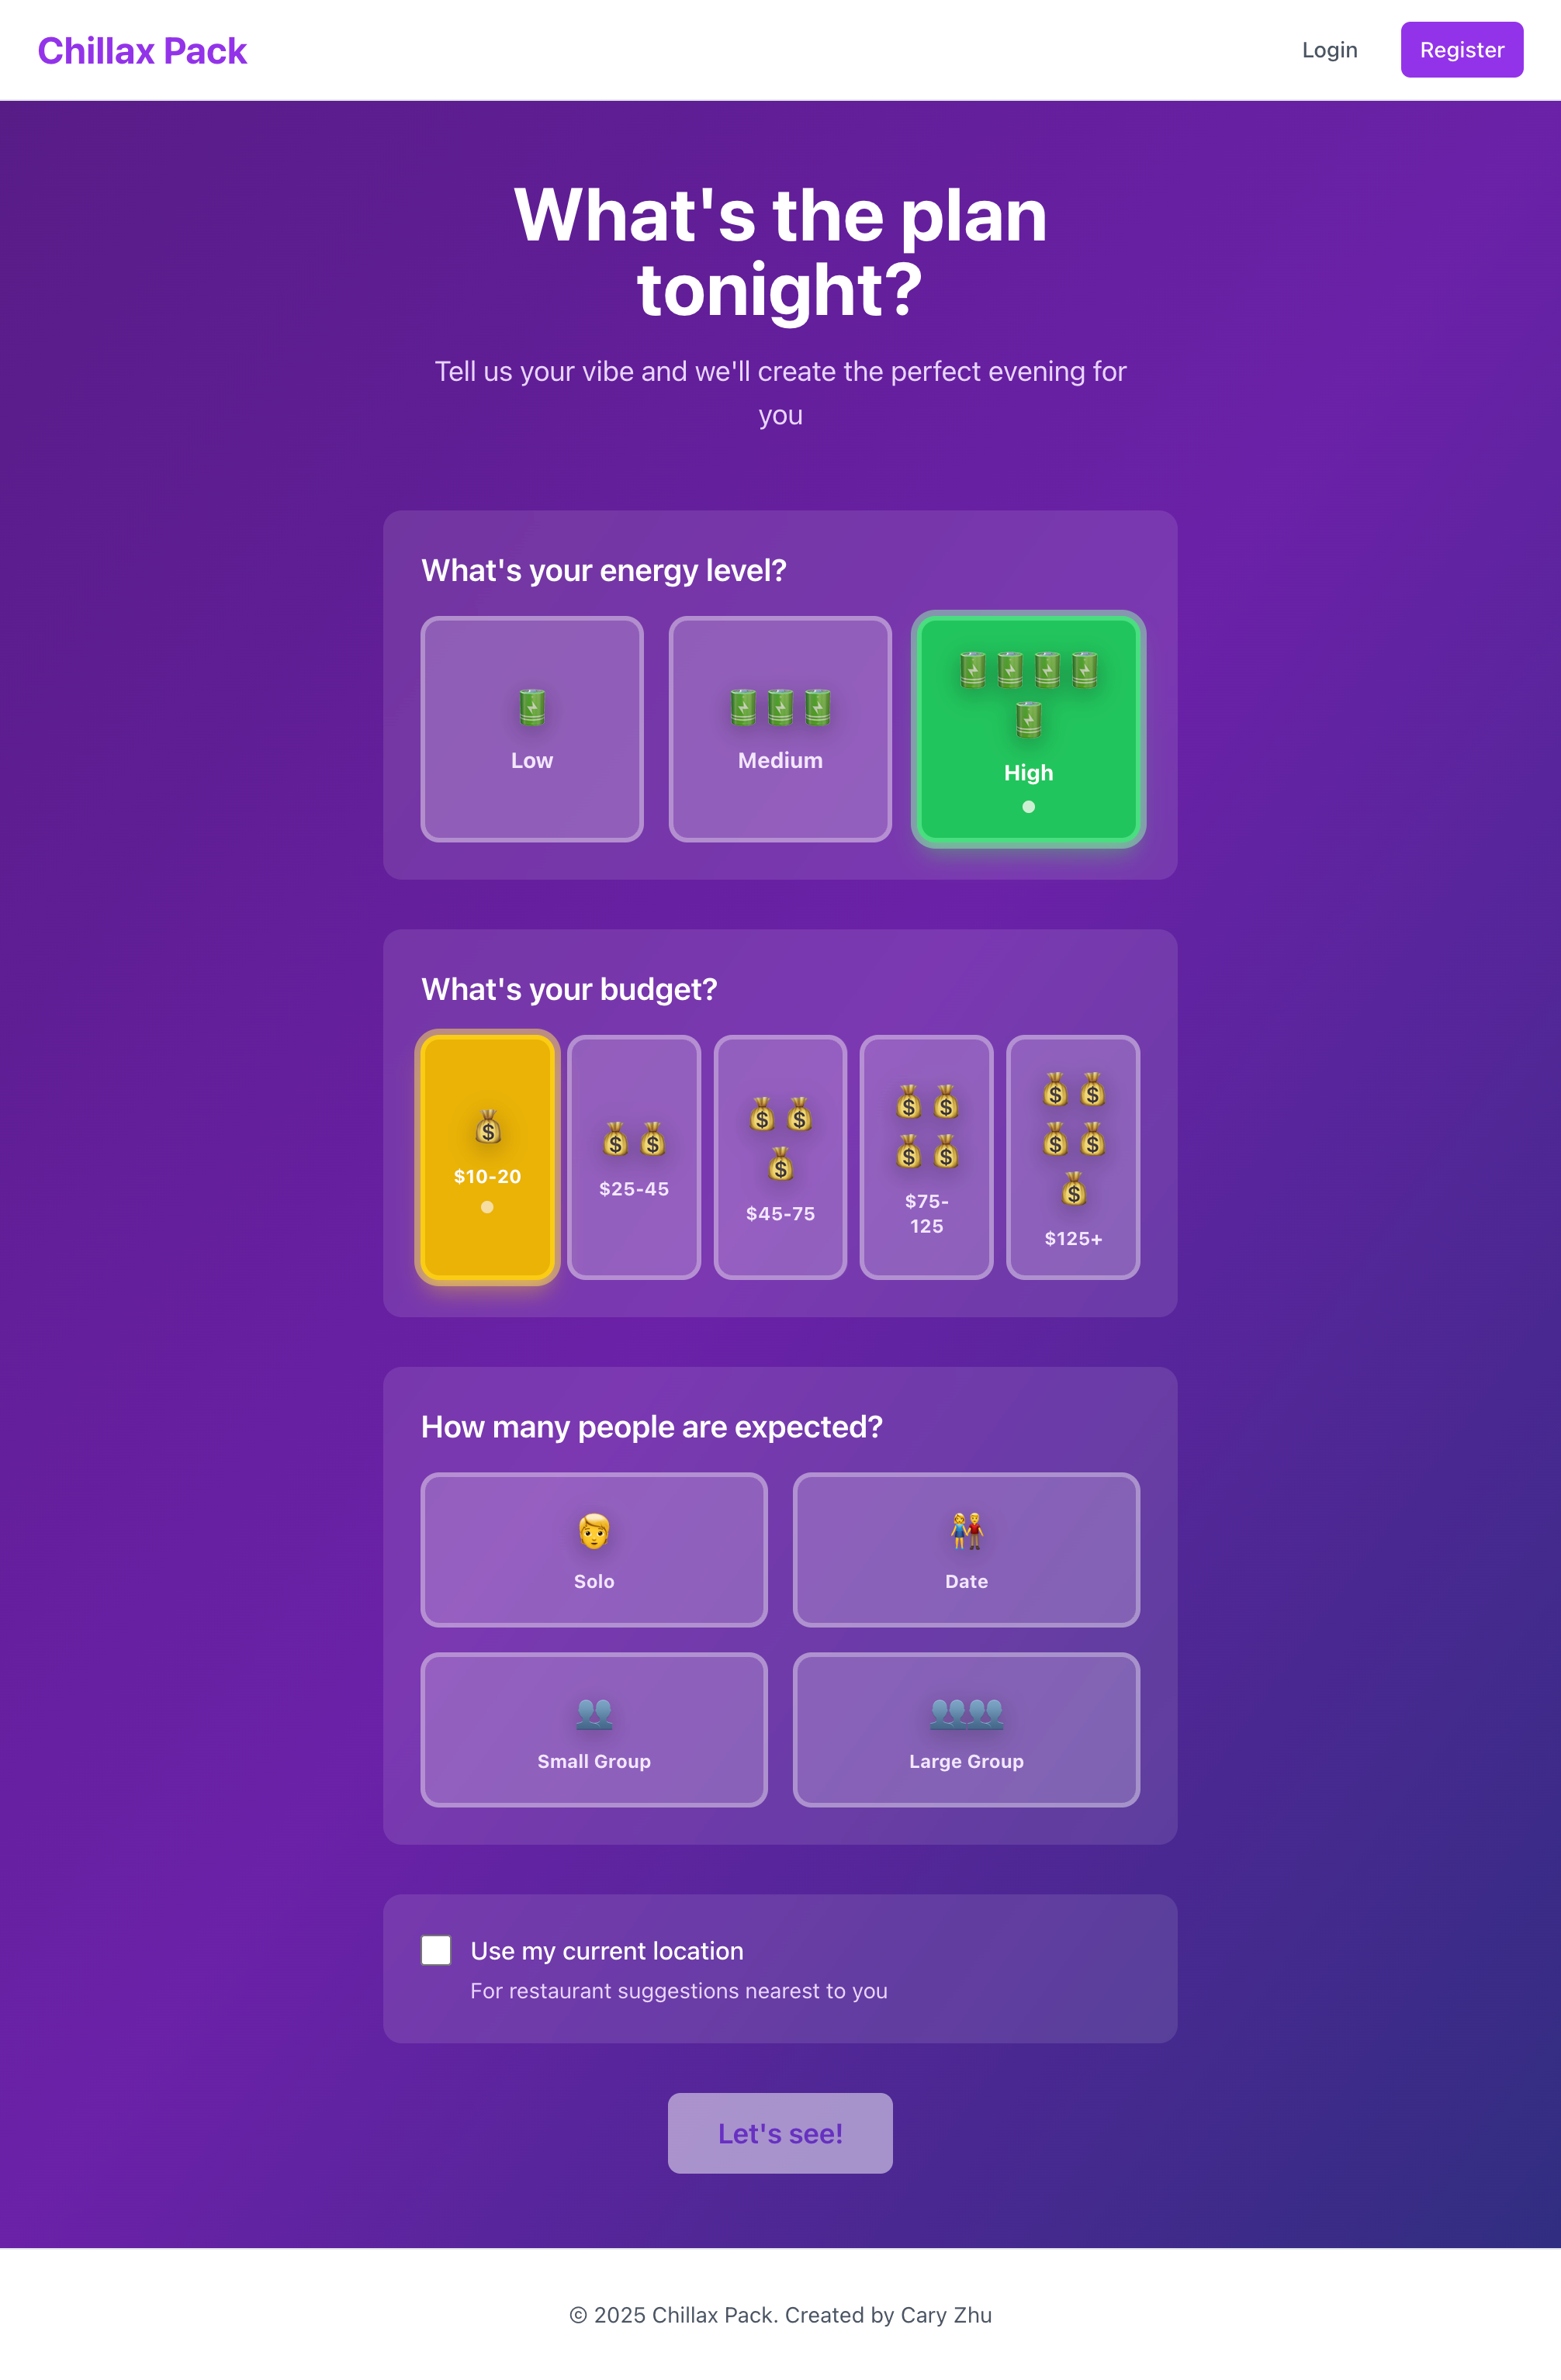 Chillax Pack
Login
Register
What's the plan
tonight?
Tell us your vibe and we'll create the perfect evening for
you
What's your energy level?
Low
Medium
High
What's your budget?
$10-20
$25-45
$45-75
$75-
125
$125+
How many people are expected?
Solo
Date
Small Group
Large Group
Use my current location
For restaurant suggestions nearest to you
Let's see!
© 2025 Chillax Pack. Created by Cary Zhu